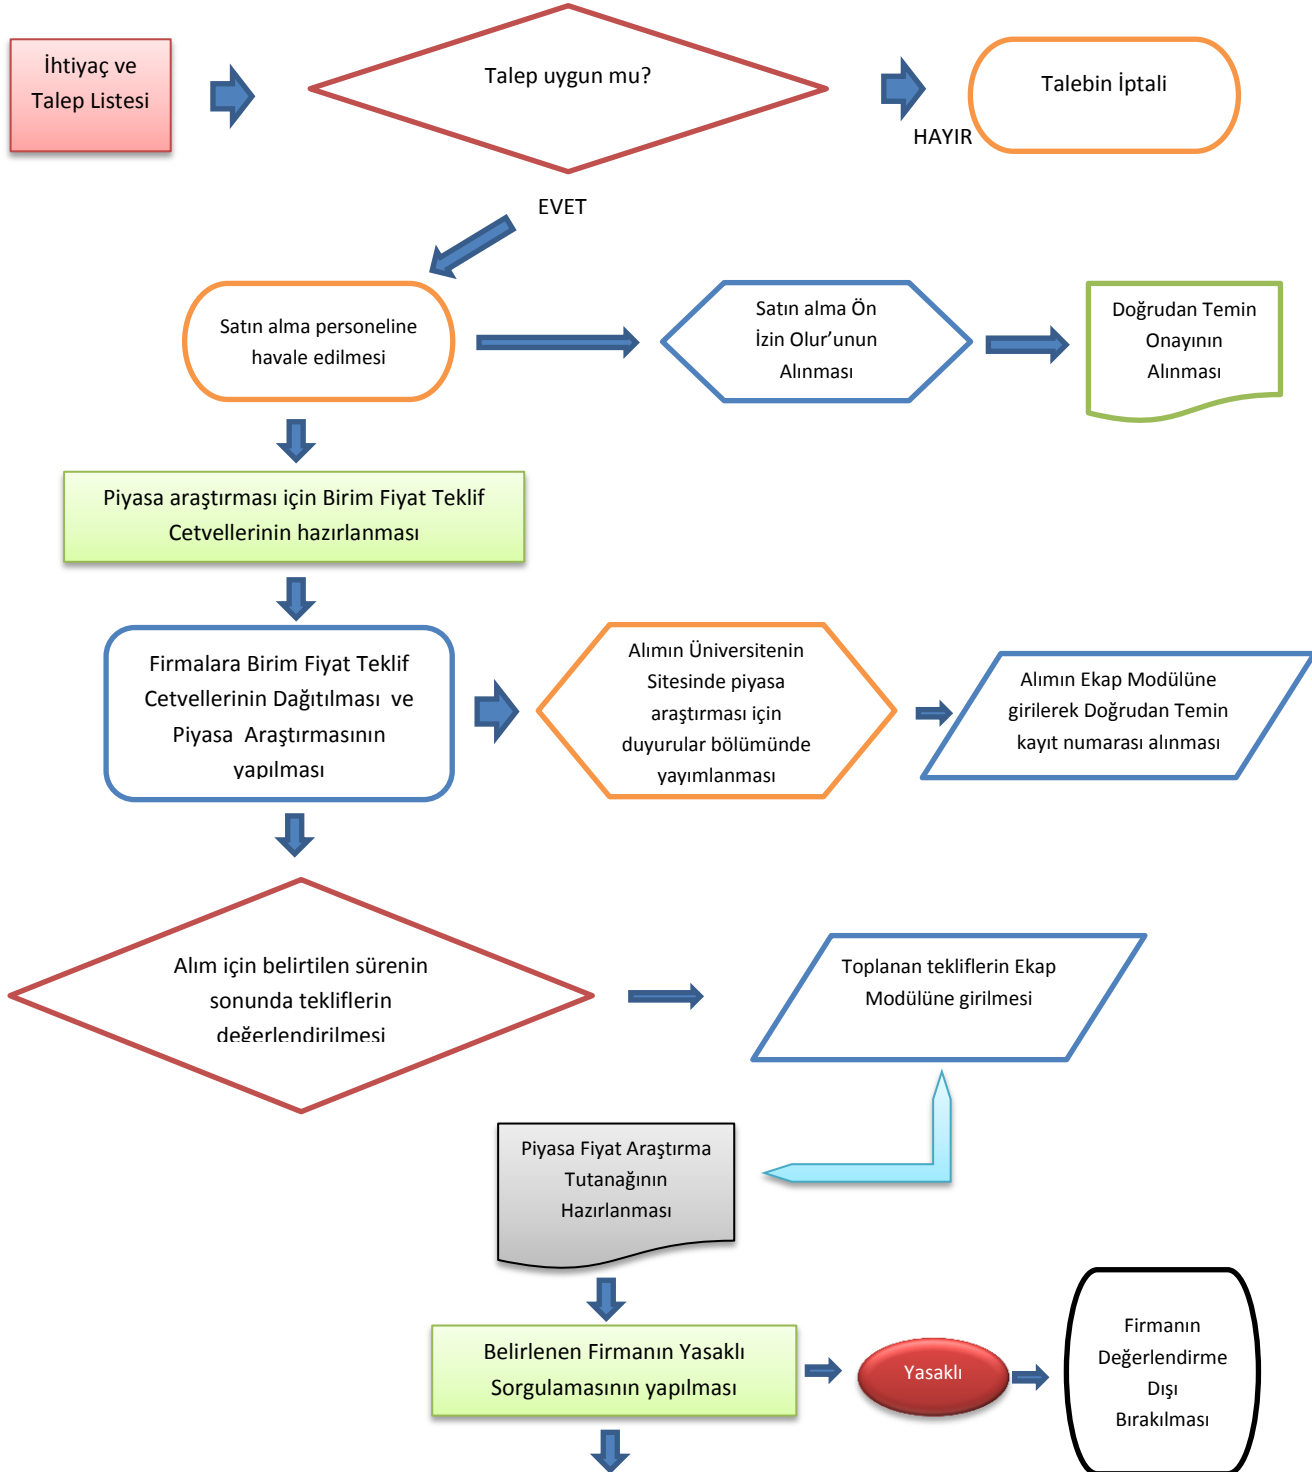 İhtiyaç ve
Talep Listesi
Talep uygun mu?
Talebin İptali
HAYIR
EVET
Satın alma personeline
havale edilmesi
Satın alma Ön
İzin Olur’unun
Alınması
Doğrudan Temin
Onayının
Alınması
Piyasa araştırması için Birim Fiyat Teklif
Cetvellerinin hazırlanması
Firmalara Birim Fiyat Teklif
Cetvellerinin Dağıtılması ve
Piyasa Araştırmasının
yapılması
Alımın Üniversitenin
Sitesinde piyasa
araştırması için
duyurular bölümünde
yayımlanması
Alımın Ekap Modülüne
girilerek Doğrudan Temin
kayıt numarası alınması
Alım için belirtilen sürenin
sonunda tekliflerin
değerlendirilmesi
Toplanan tekliflerin Ekap
Modülüne girilmesi
Piyasa Fiyat Araştırma
Tutanağının
Hazırlanması
Belirlenen Firmanın Yasaklı
Sorgulamasının yapılması
Yasaklı
Firmanın
Değerlendirme
Dışı
Bırakılması